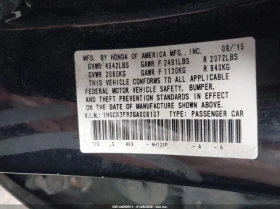 MFD. BY HONDA OF AMERICA MFG., INC. 09/15
GVWR 4542LBS GAWR F 2491LBS R 2072LBS
GVWR 2060KG GAWR F 1130KG R 940KG
THIS VEHICLE CONFORMS TO ALL APPLICABLE
FEDERAL MOTOR VEHICLE SAFETY, BUMPER,
AND THEFT PREVENTION STANDARDS IN EFFECT
ON THE DATE OF MANUFACTURE SHOWN ABOVE.
V.I.N.: TYPE: PASSENGER CAR